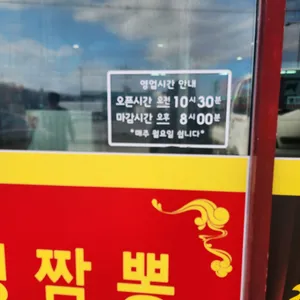 영업시간 안내
오픈시간 오전 10시 30분
마감시간 오후 8시 00분
*매주 월요일 쉽니다*
짬뽕